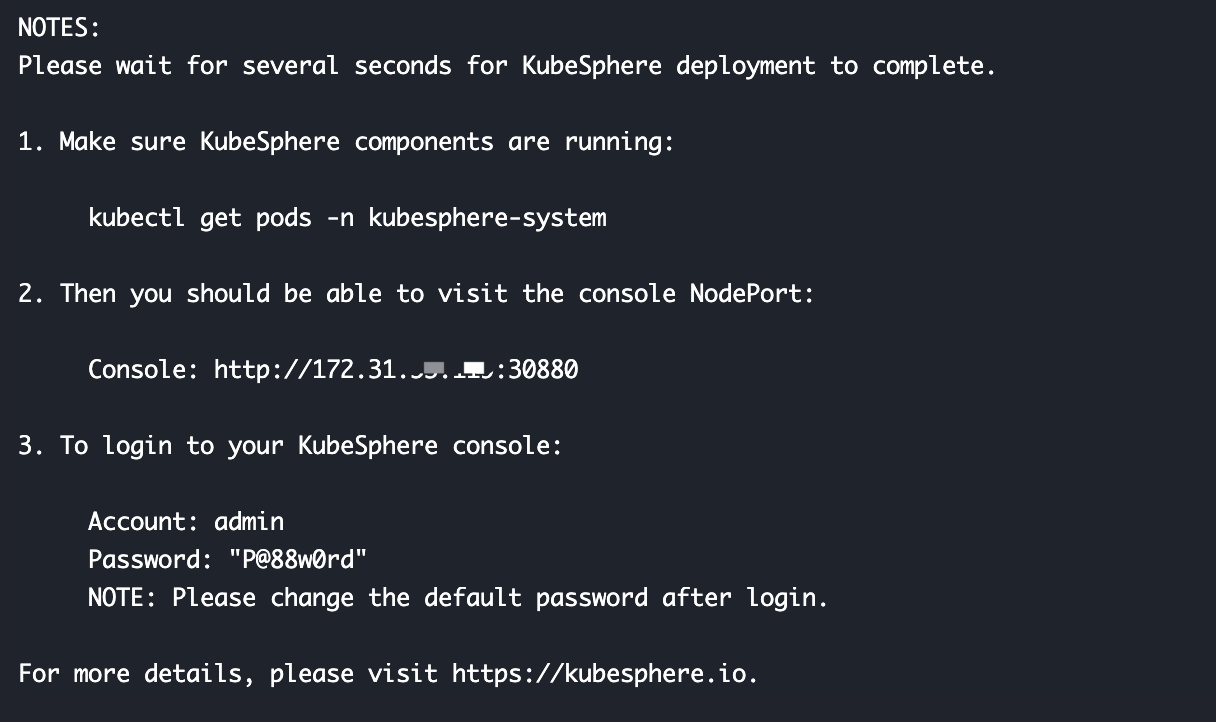 NOTES:
Please wait for several seconds for KubeSphere deployment to complete.
1. Make sure KubeSphere components are running:
kubectl get pods -n kubesphere-system
2. Then you should be able to visit the console NodePort:
Console: http://172.31. . :30880
3. To login to your KubeSphere console:
Account: admin
Password: "P@88w0rd"
NOTE: Please change the default password after login.
For more details, please visit https://kubesphere.io.